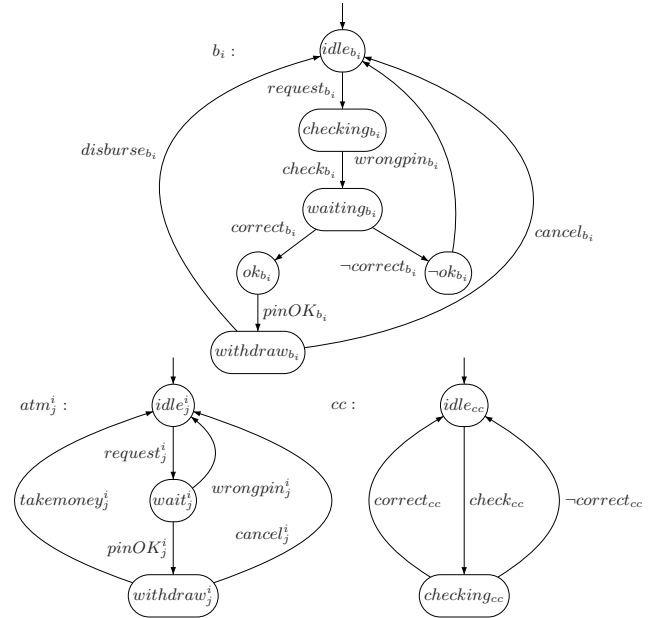 b_i :
idle_{b_i}
request_{b_i}
checking_{b_i}
disburse_{b_i}
check_{b_i}
wrongpin_{b_i}
waiting_{b_i}
correct_{b_i}
¬correct_{b_i}
cancel_{b_i}
ok_{b_i}
¬ok_{b_i}
pinOK_{b_i}
withdraw_{b_i}
atm^i_j :
idle^i_j
request^i_j
wait^i_j
wrongpin^i_j
takemoney^i_j
cancel^i_j
pinOK^i_j
withdraw^i_j
cc :
idle_{cc}
correct_{cc}
check_{cc}
¬correct_{cc}
checking_{cc}